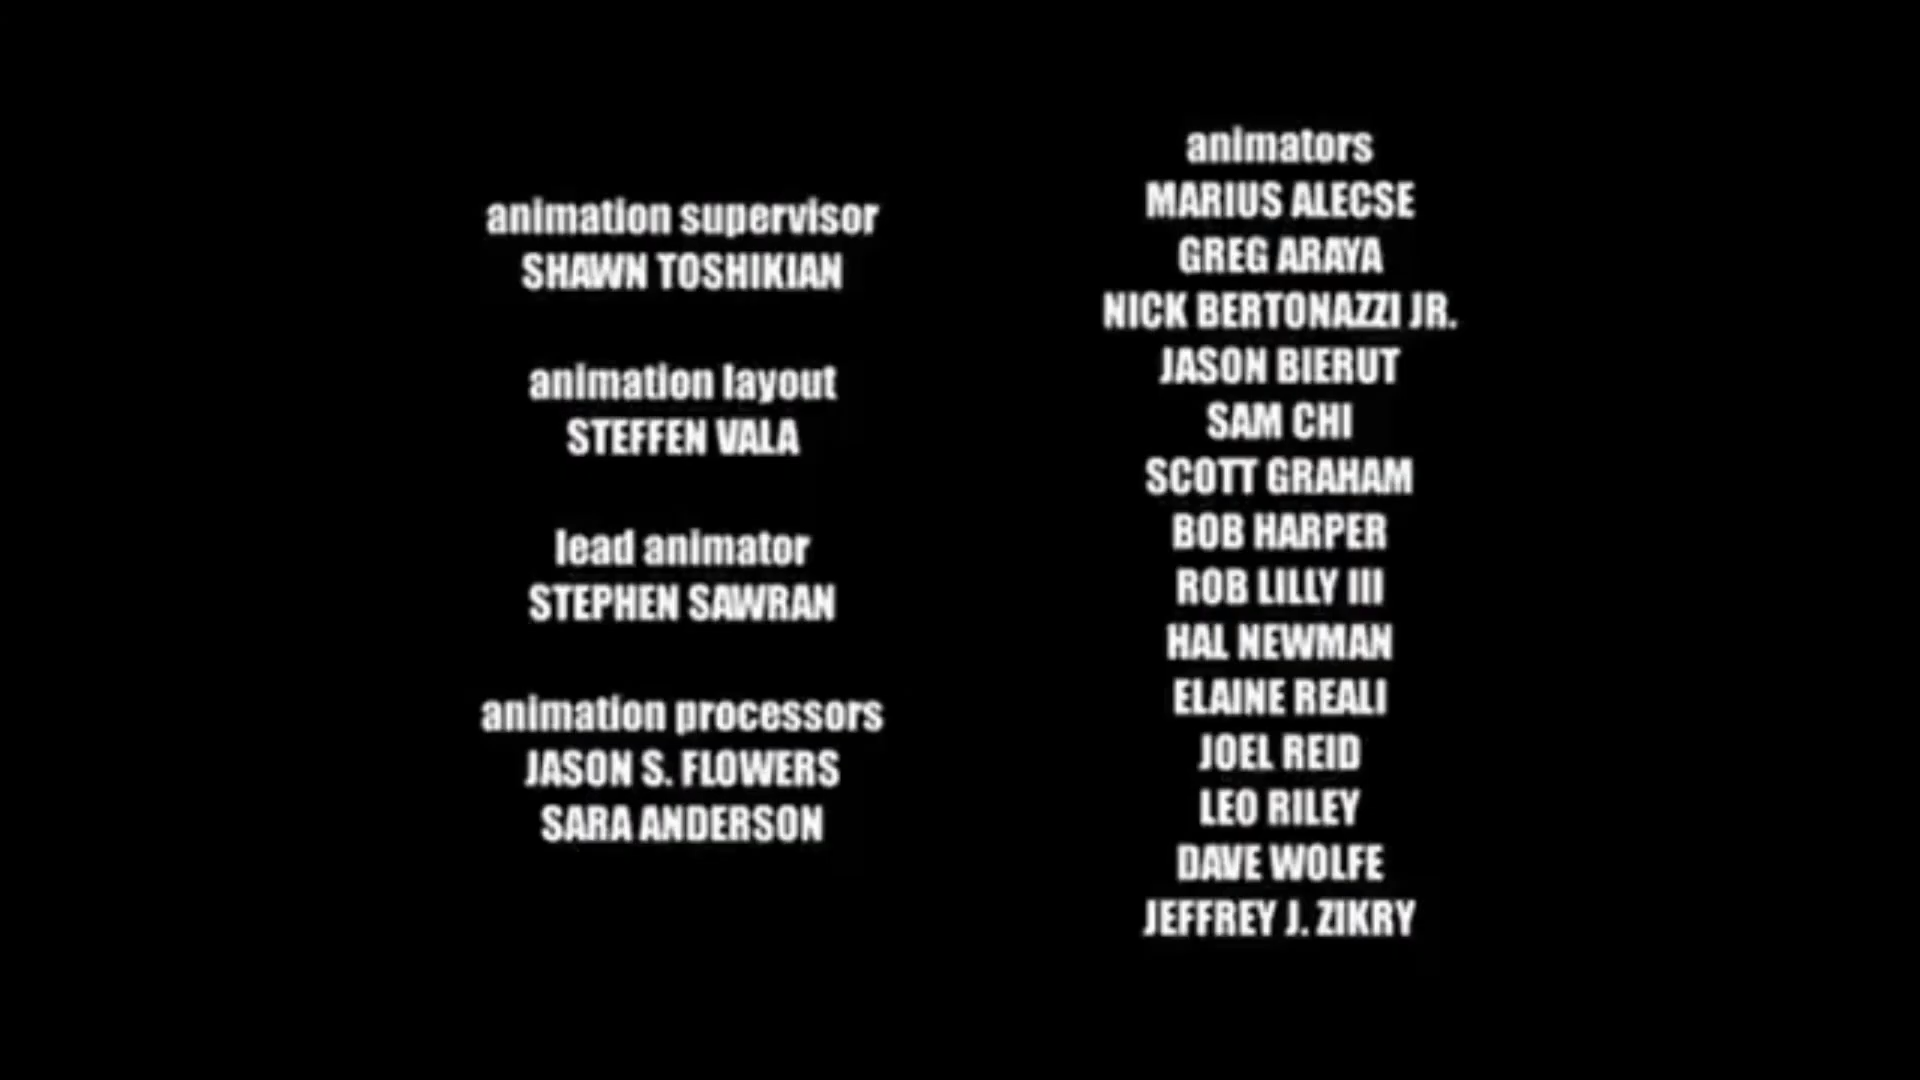 animation supervisor
SHAWN TOSHIKIAN
animation layout
STEFFEN VALA
lead animator
STEPHEN SAWRAN
animation processors
JASON S. FLOWERS
SARA ANDERSON
animators
MARIUS ALECSE
GREG ARAYA
NICK BERTONAZZI JR.
JASON BIERUT
SAM CHI
SCOTT GRAHAM
BOB HARPER
ROB LILLY III
HAL NEWMAN
ELAINE REALI
JOEL REID
LEO RILEY
DAVE WOLFE
JEFFREY J. ZIKRY